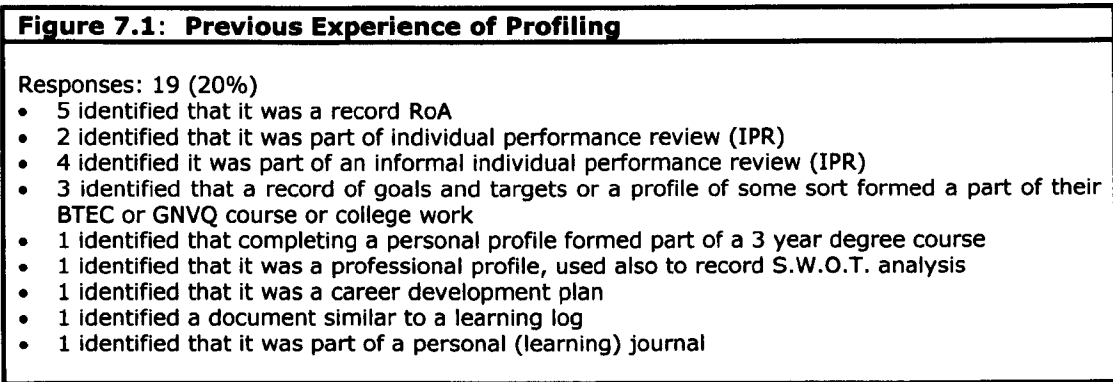 Figure 7.1: Previous Experience of Profiling
Responses: 19 (20%)
• 5 identified that it was a record RoA
• 2 identified that it was part of individual performance review (IPR)
• 4 identified it was part of an informal individual performance review (IPR)
• 3 identified that a record of goals and targets or a profile of some sort formed a part of their
BTEC or GNVQ course or college work
• 1 identified that completing a personal profile formed part of a 3 year degree course
• 1 identified that it was a professional profile, used also to record S.W.O.T. analysis
• 1 identified that it was a career development plan
• 1 identified a document similar to a learning log
• 1 identified that it was part of a personal (learning) journal